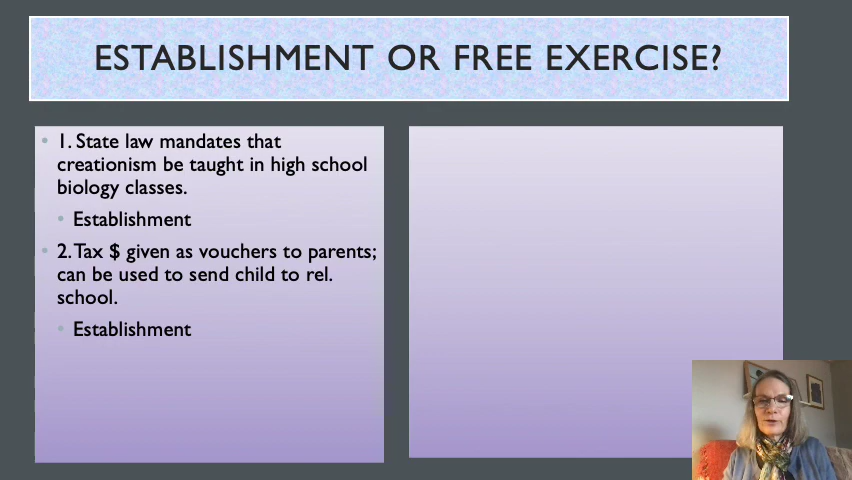 ESTABLISHMENT OR FREE EXERCISE?
1. State law mandates that
creationism be taught in high school
biology classes.
Establishment
2. Tax $ given as vouchers to parents;
can be used to send child to rel.
school.
Establishment